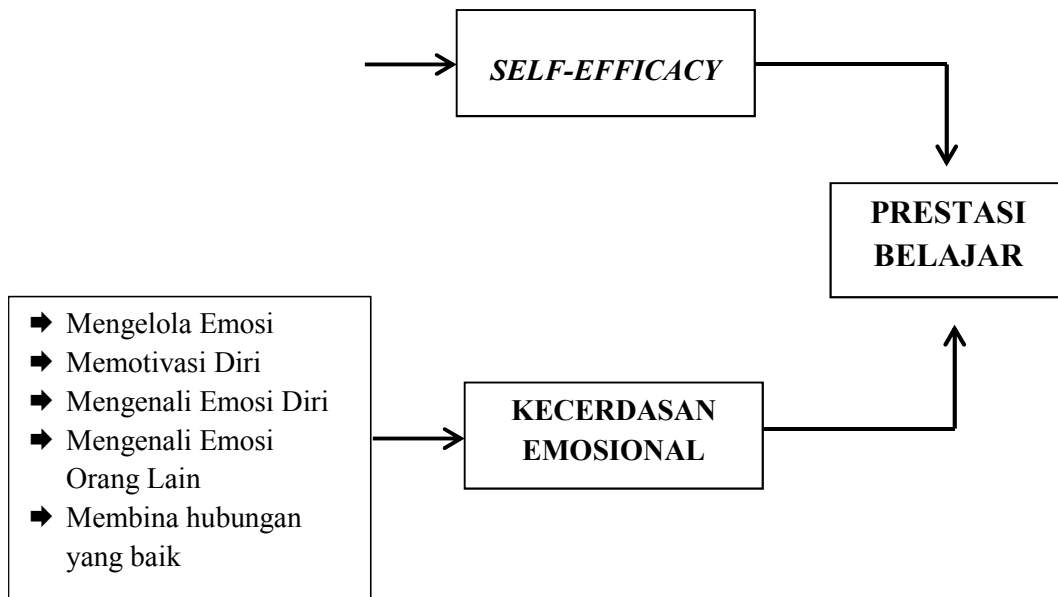 SELF-EFFICACY
PRESTASI
BELAJAR
Mengelola Emosi
Memotivasi Diri
Mengenali Emosi Diri
Mengenali Emosi
Orang Lain
Membina hubungan
yang baik
KECERDASAN
EMOSIONAL